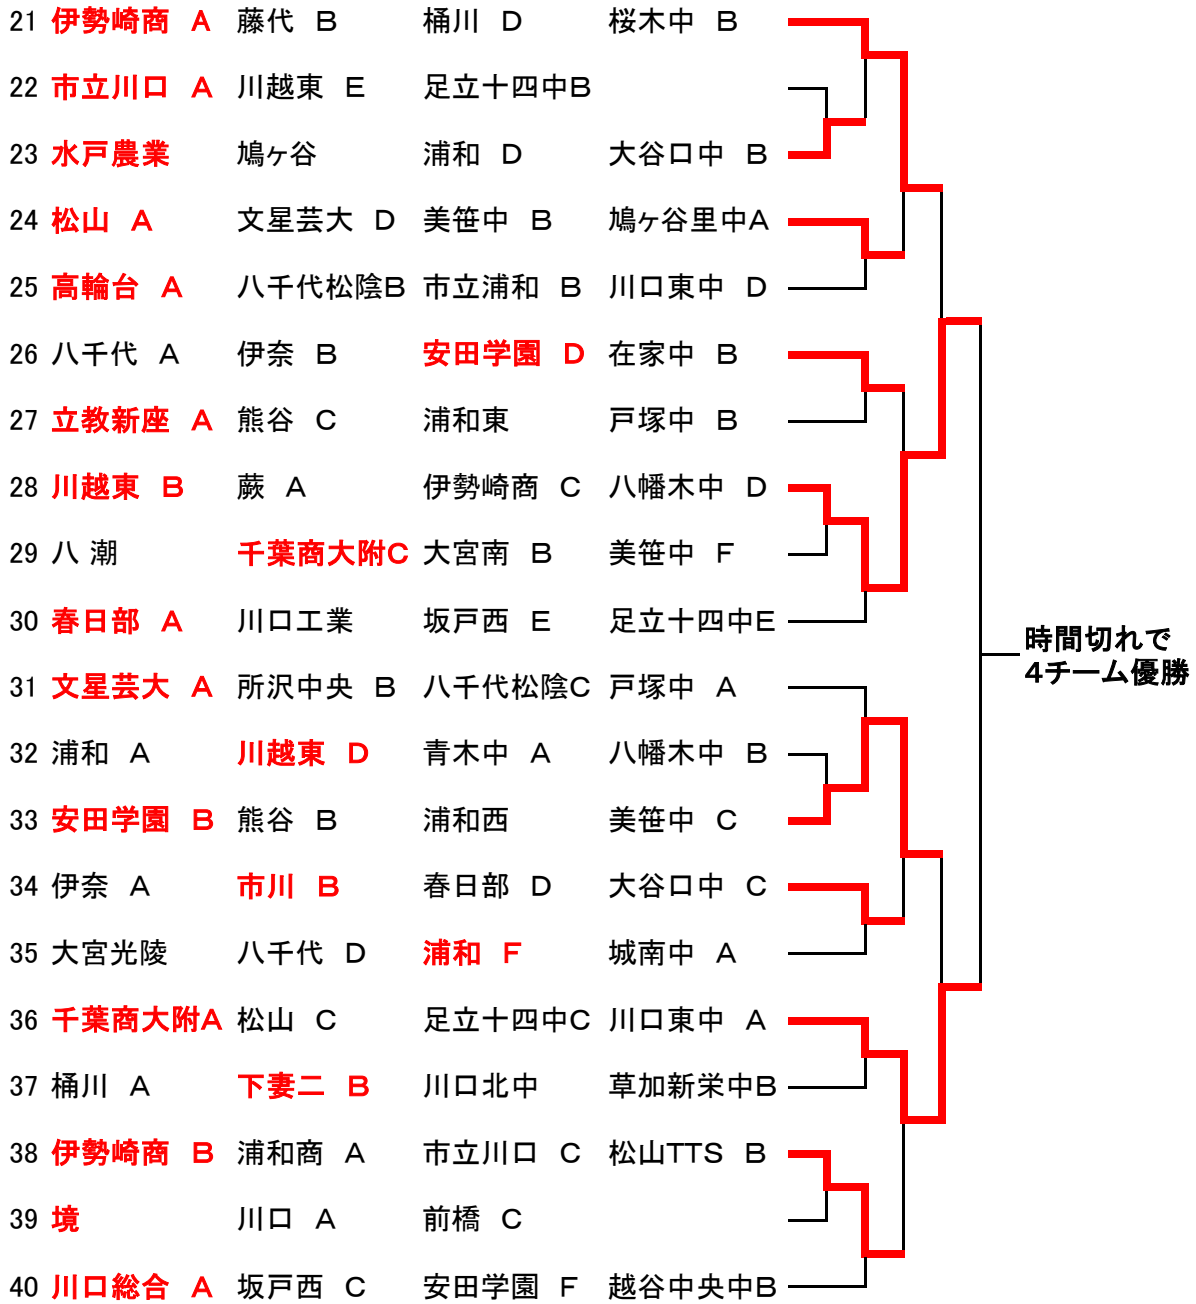 21 伊勢崎商 A 藤代 B 桶川 D 桜木中 B
22 市立川口 A 川越東 E 足立十四中B
23 水戸農業 鳩ヶ谷 浦和 D 大谷口中 B
24 松山 A 文星芸大 D 美笹中 B 鳩ヶ谷里中A
25 高輪台 A 八千代松陰B 市立浦和 B 川口東中 D
26 八千代 A 伊奈 B 安田学園 D 在家中 B
27 立教新座 A 熊谷 C 浦和東 戸塚中 B
28 川越東 B 蕨 A 伊勢崎商 C 八幡木中 D
29 八 潮 千葉商大附C 大宮南 B 美笹中 F
30 春日部 A 川口工業 坂戸西 E 足立十四中E
時間切れで
4チーム優勝
31 文星芸大 A 所沢中央 B 八千代松陰C 戸塚中 A
32 浦和 A 川越東 D 青木中 A 八幡木中 B
33 安田学園 B 熊谷 B 浦和西 美笹中 C
34 伊奈 A 市川 B 春日部 D 大谷口中 C
35 大宮光陵 八千代 D 浦和 F 城南中 A
36 千葉商大附A 松山 C 足立十四中C 川口東中 A
37 桶川 A 下妻二 B 川口北中 草加新栄中B
38 伊勢崎商 B 浦和商 A 市立川口 C 松山TTS B
39 境 川口 A 前橋 C
40 川口総合 A 坂戸西 C 安田学園 F 越谷中央中B